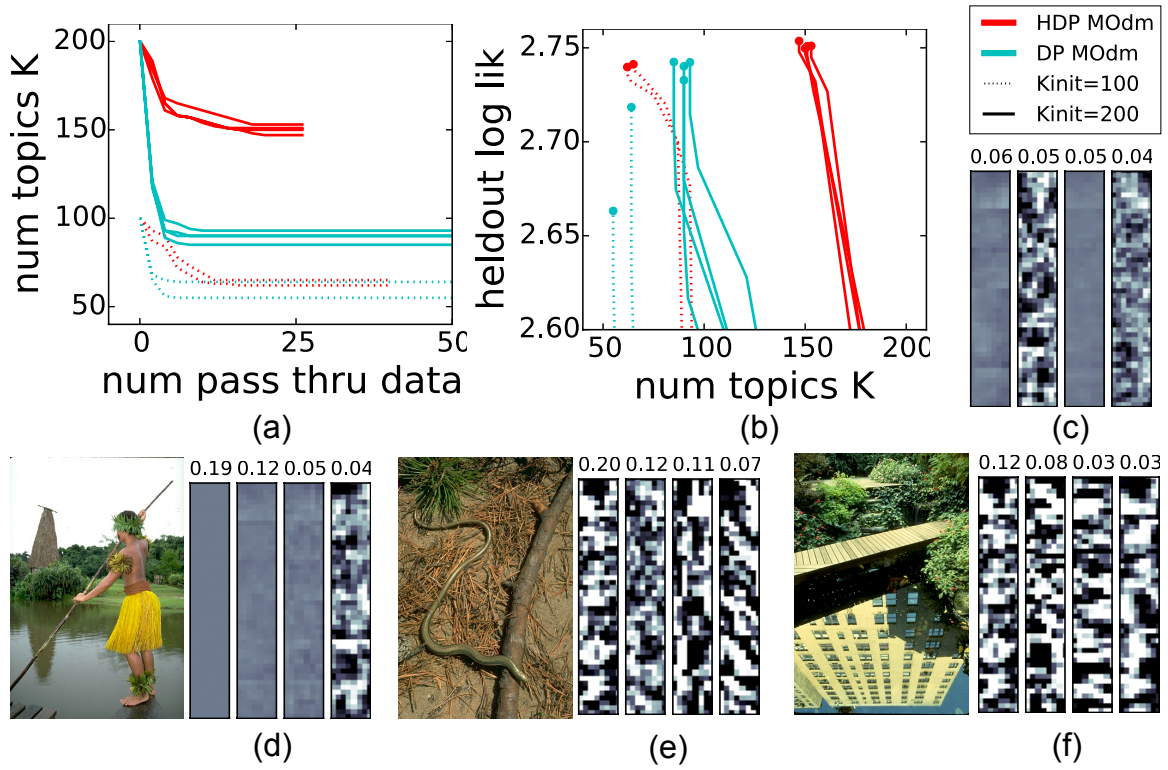 num topics K
200
150
100
50
0
25
50
num pass thru data
(a)
heldout log lik
2.75
2.70
2.65
2.60
50
100
150
200
num topics K
(b)
HDP MOdm
DP MOdm
Kinit=100
Kinit=200
0.06 0.05 0.05 0.04
(c)
0.19 0.12 0.05 0.04
(d)
0.20 0.12 0.11 0.07
(e)
0.12 0.08 0.03 0.03
(f)